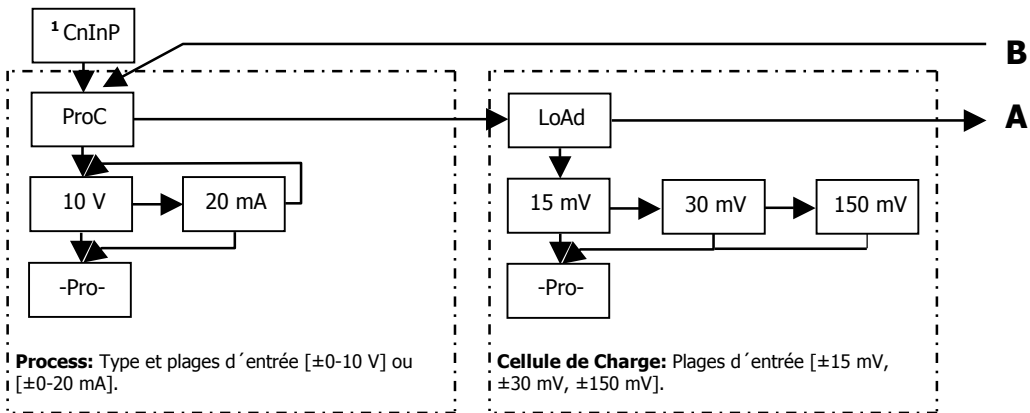 1 CnInP
B
ProC
LoAd
A
10 V
20 mA
15 mV
30 mV
150 mV
-Pro-
-Pro-
Process: Type et plages d´entrée [±0-10 V] ou
[±0-20 mA].
Cellule de Charge: Plages d´entrée [±15 mV,
±30 mV, ±150 mV].